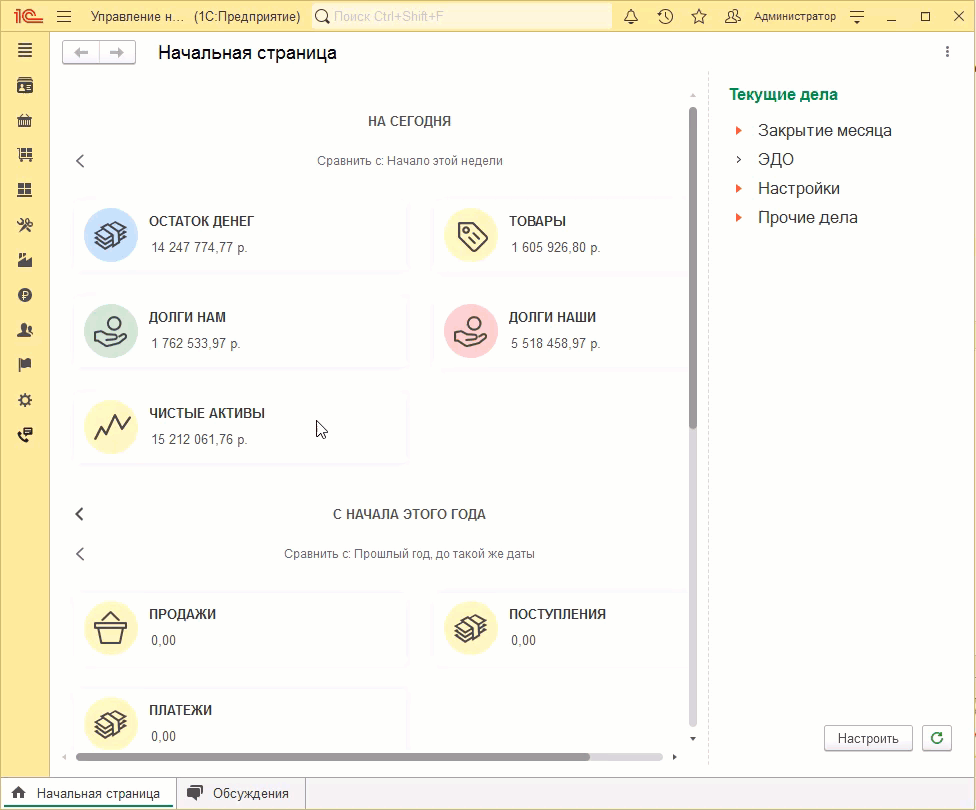 1С Управление н... (1С:Предприятие) Поиск Ctrl+Shift+F Администратор
Начальная страница
НА СЕГОДНЯ
Сравнить с: Начало этой недели
ОСТАТОК ДЕНЕГ
14 247 774,77 р.
ТОВАРЫ
1 605 926,80 р.
ДОЛГИ НАМ
1 762 533,97 р.
ДОЛГИ НАШИ
5 518 458,97 р.
ЧИСТЫЕ АКТИВЫ
15 212 061,76 р.
С НАЧАЛА ЭТОГО ГОДА
Сравнить с: Прошлый год, до такой же даты
ПРОДАЖИ
0,00
ПОСТУПЛЕНИЯ
0,00
ПЛАТЕЖИ
0,00
Текущие дела
Закрытие месяца
ЭДО
Настройки
Прочие дела
Настроить
Начальная страница
Обсуждения